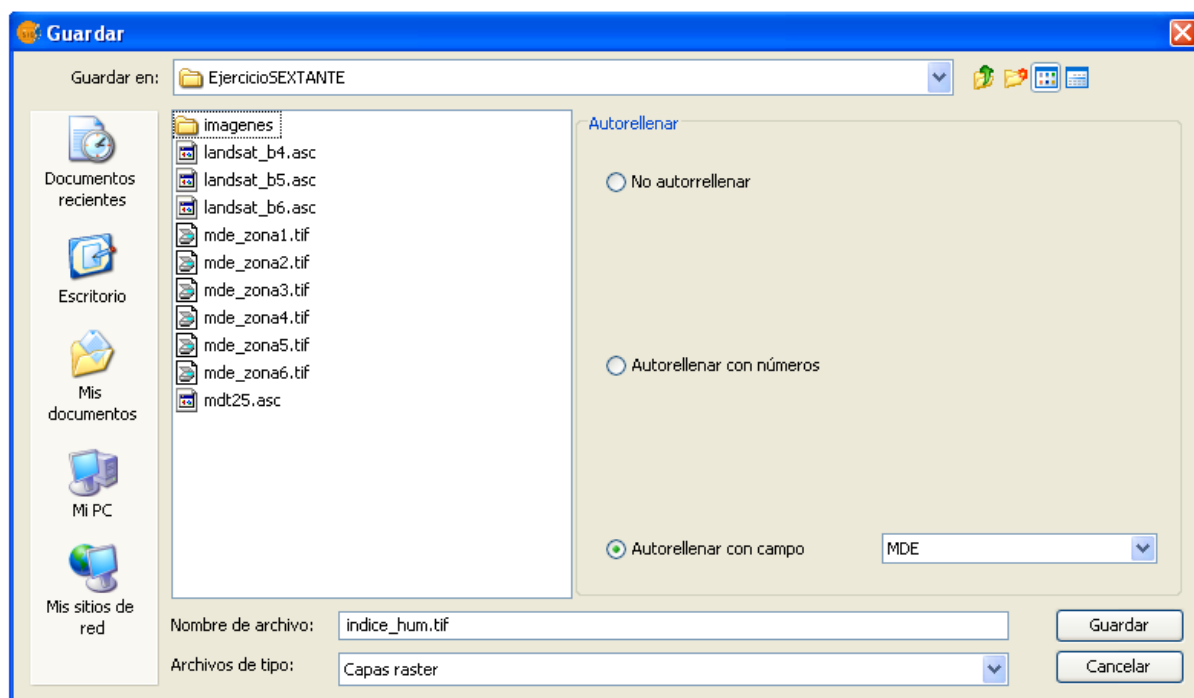 Guardar
Guardar en:
EjercicioSEXTANTE
Documentos
recientes
Escritorio
Mis
documentos
Mi PC
Mis sitios de
red
imagenes
landsat_b4.asc
landsat_b5.asc
landsat_b6.asc
mde_zona1.tif
mde_zona2.tif
mde_zona3.tif
mde_zona4.tif
mde_zona5.tif
mde_zona6.tif
mdt25.asc
Autorellenar
No autorrellenar
Autorellenar con números
Autorellenar con campo
MDE
Nombre de archivo:
indice_hum.tif
Guardar
Archivos de tipo:
Capas raster
Cancelar